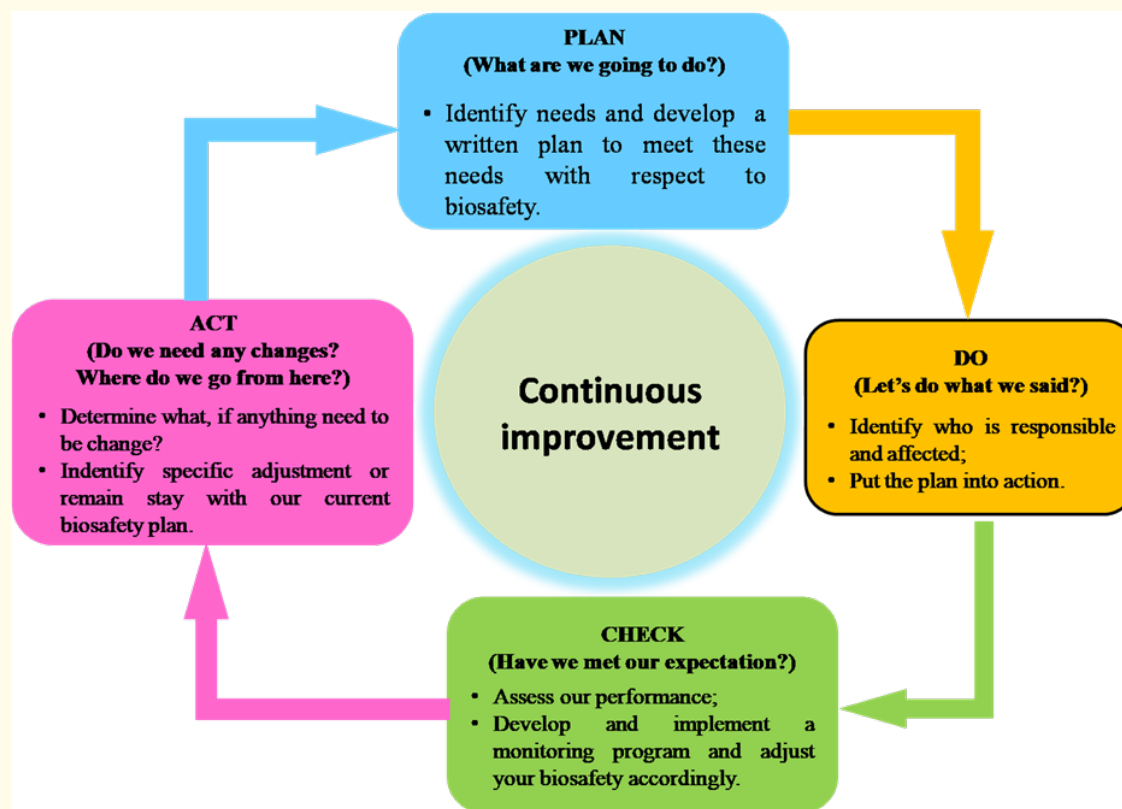 PLAN
(What are we going to do?)
• Identify needs and develop a
written plan to meet these
needs with respect to
biosafety.
ACT
(Do we need any changes?
Where do we go from here?)
• Determine what, if anything need to
be change?
• Indentify specific adjustment or
remain stay with our current
biosafety plan.
Continuous
improvement
DO
(Let's do what we said?)
• Identify who is responsible
and affected;
• Put the plan into action.
CHECK
(Have we met our expectation?)
• Assess our performance;
• Develop and implement a
monitoring program and adjust
your biosafety accordingly.